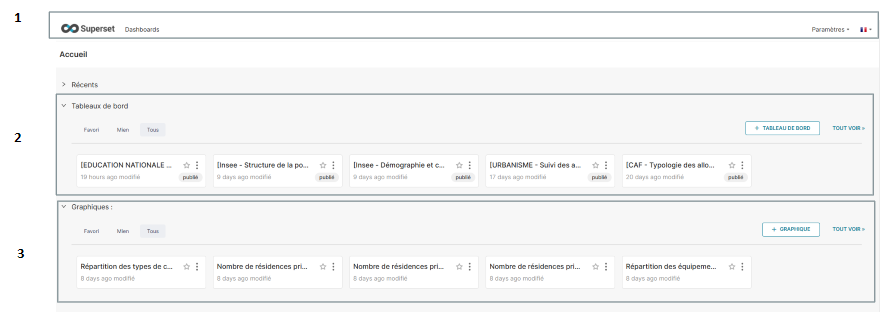 1
Superset Dashboards Paramètres
Accueil
Récents
2
Tableaux de bord
Favori Mien Tous + TABLEAU DE BORD TOUT VOIR »
[EDUCATION NATIONALE ... [Insee - Structure de la po... [Insee - Démographie et c... [URBANISME - Suivi des a... [CAF - Typologie des allo...
19 hours ago modifié publié 9 days ago modifié publié 9 days ago modifié publié 17 days ago modifié publié 20 days ago modifié publié
3
Graphiques :
Favori Mien Tous + GRAPHIQUE TOUT VOIR »
Répartition des types de c... Nombre de résidences pri... Nombre de résidences pri... Nombre de résidences pri... Répartition des équipeme...
8 days ago modifié 8 days ago modifié 8 days ago modifié 8 days ago modifié 8 days ago modifié